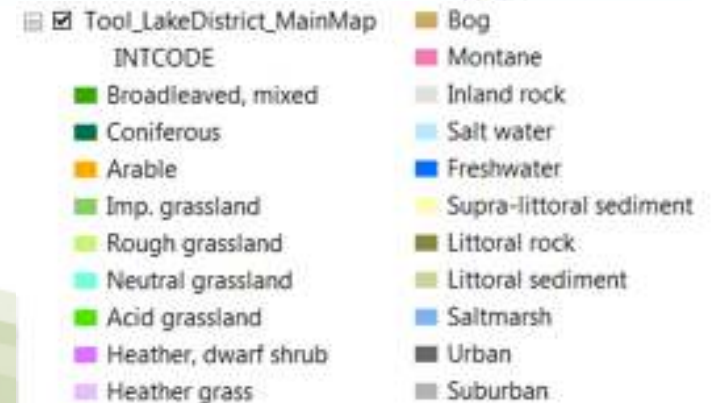 Tool_LakeDistrict_MainMap
INTCODE
Broadleaved, mixed
Coniferous
Arable
Imp. grassland
Rough grassland
Neutral grassland
Acid grassland
Heather, dwarf shrub
Heather grass
Bog
Montane
Inland rock
Salt water
Freshwater
Supra-littoral sediment
Littoral rock
Littoral sediment
Saltmarsh
Urban
Suburban